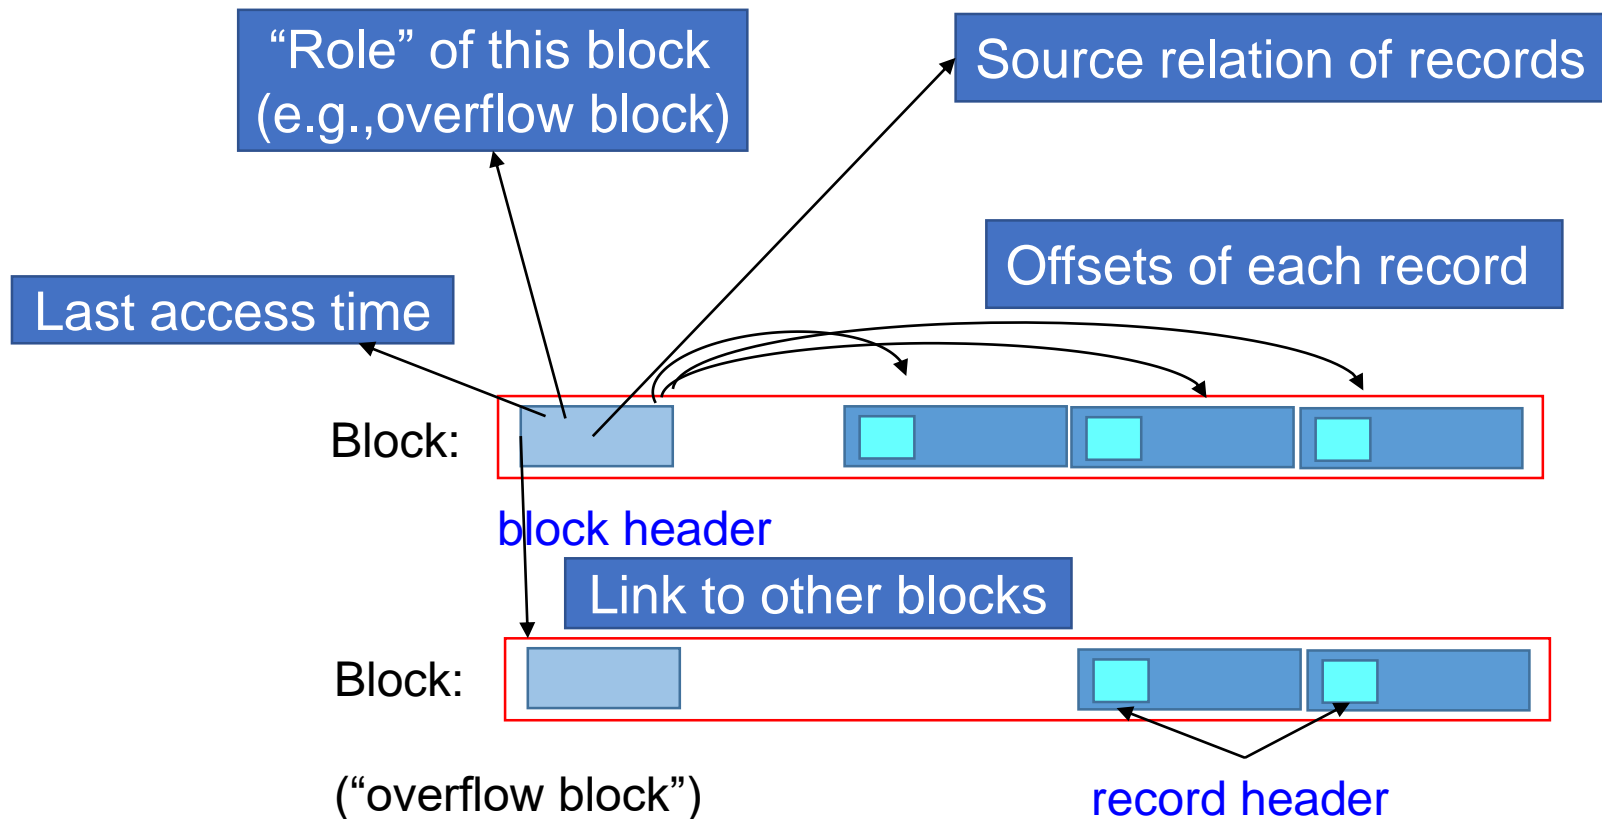 “Role” of this block
(e.g.,overflow block)
Source relation of records
Offsets of each record
Last access time
Block:
block header
Link to other blocks
Block:
(“overflow block”)
record header